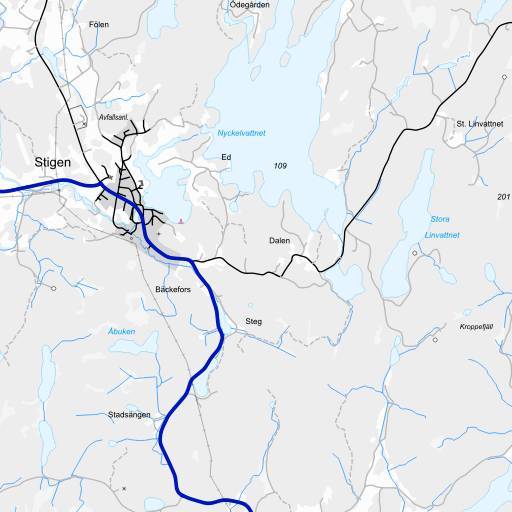 Ödegården
Fölen
Avfallsanl.
Nyckelvattnet
St. Linvattnet
Stigen
Ed
109
201
Stora
Linvattnet
Dalen
Bäckefors
Steg
Kroppefjäll
Åbuken
Stadsängen